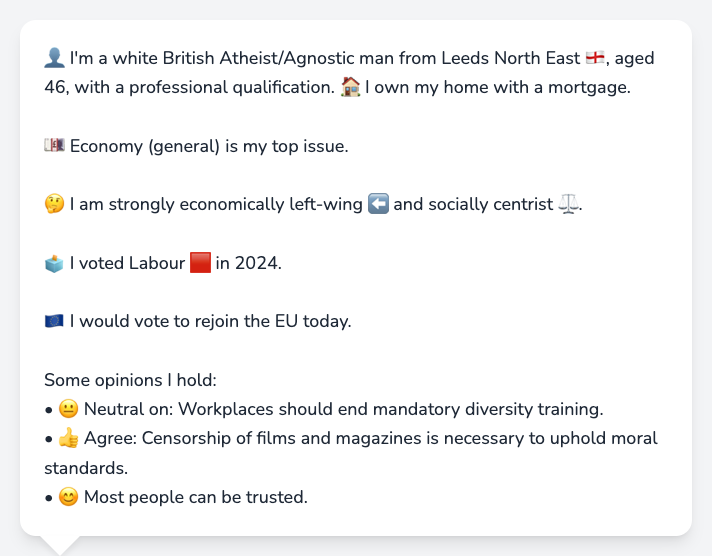 👤 I'm a white British Atheist/Agnostic man from Leeds North East 🏴󠁧󠁢󠁥󠁮󠁧󠁿, aged
46, with a professional qualification. 🏠 I own my home with a mortgage.
💷 Economy (general) is my top issue.
🤔 I am strongly economically left-wing ⬅️ and socially centrist ⚖️.
🗳️ I voted Labour 🟥 in 2024.
🇪🇺 I would vote to rejoin the EU today.
Some opinions I hold:
• 😐 Neutral on: Workplaces should end mandatory diversity training.
• 👍 Agree: Censorship of films and magazines is necessary to uphold moral
standards.
• 😊 Most people can be trusted.